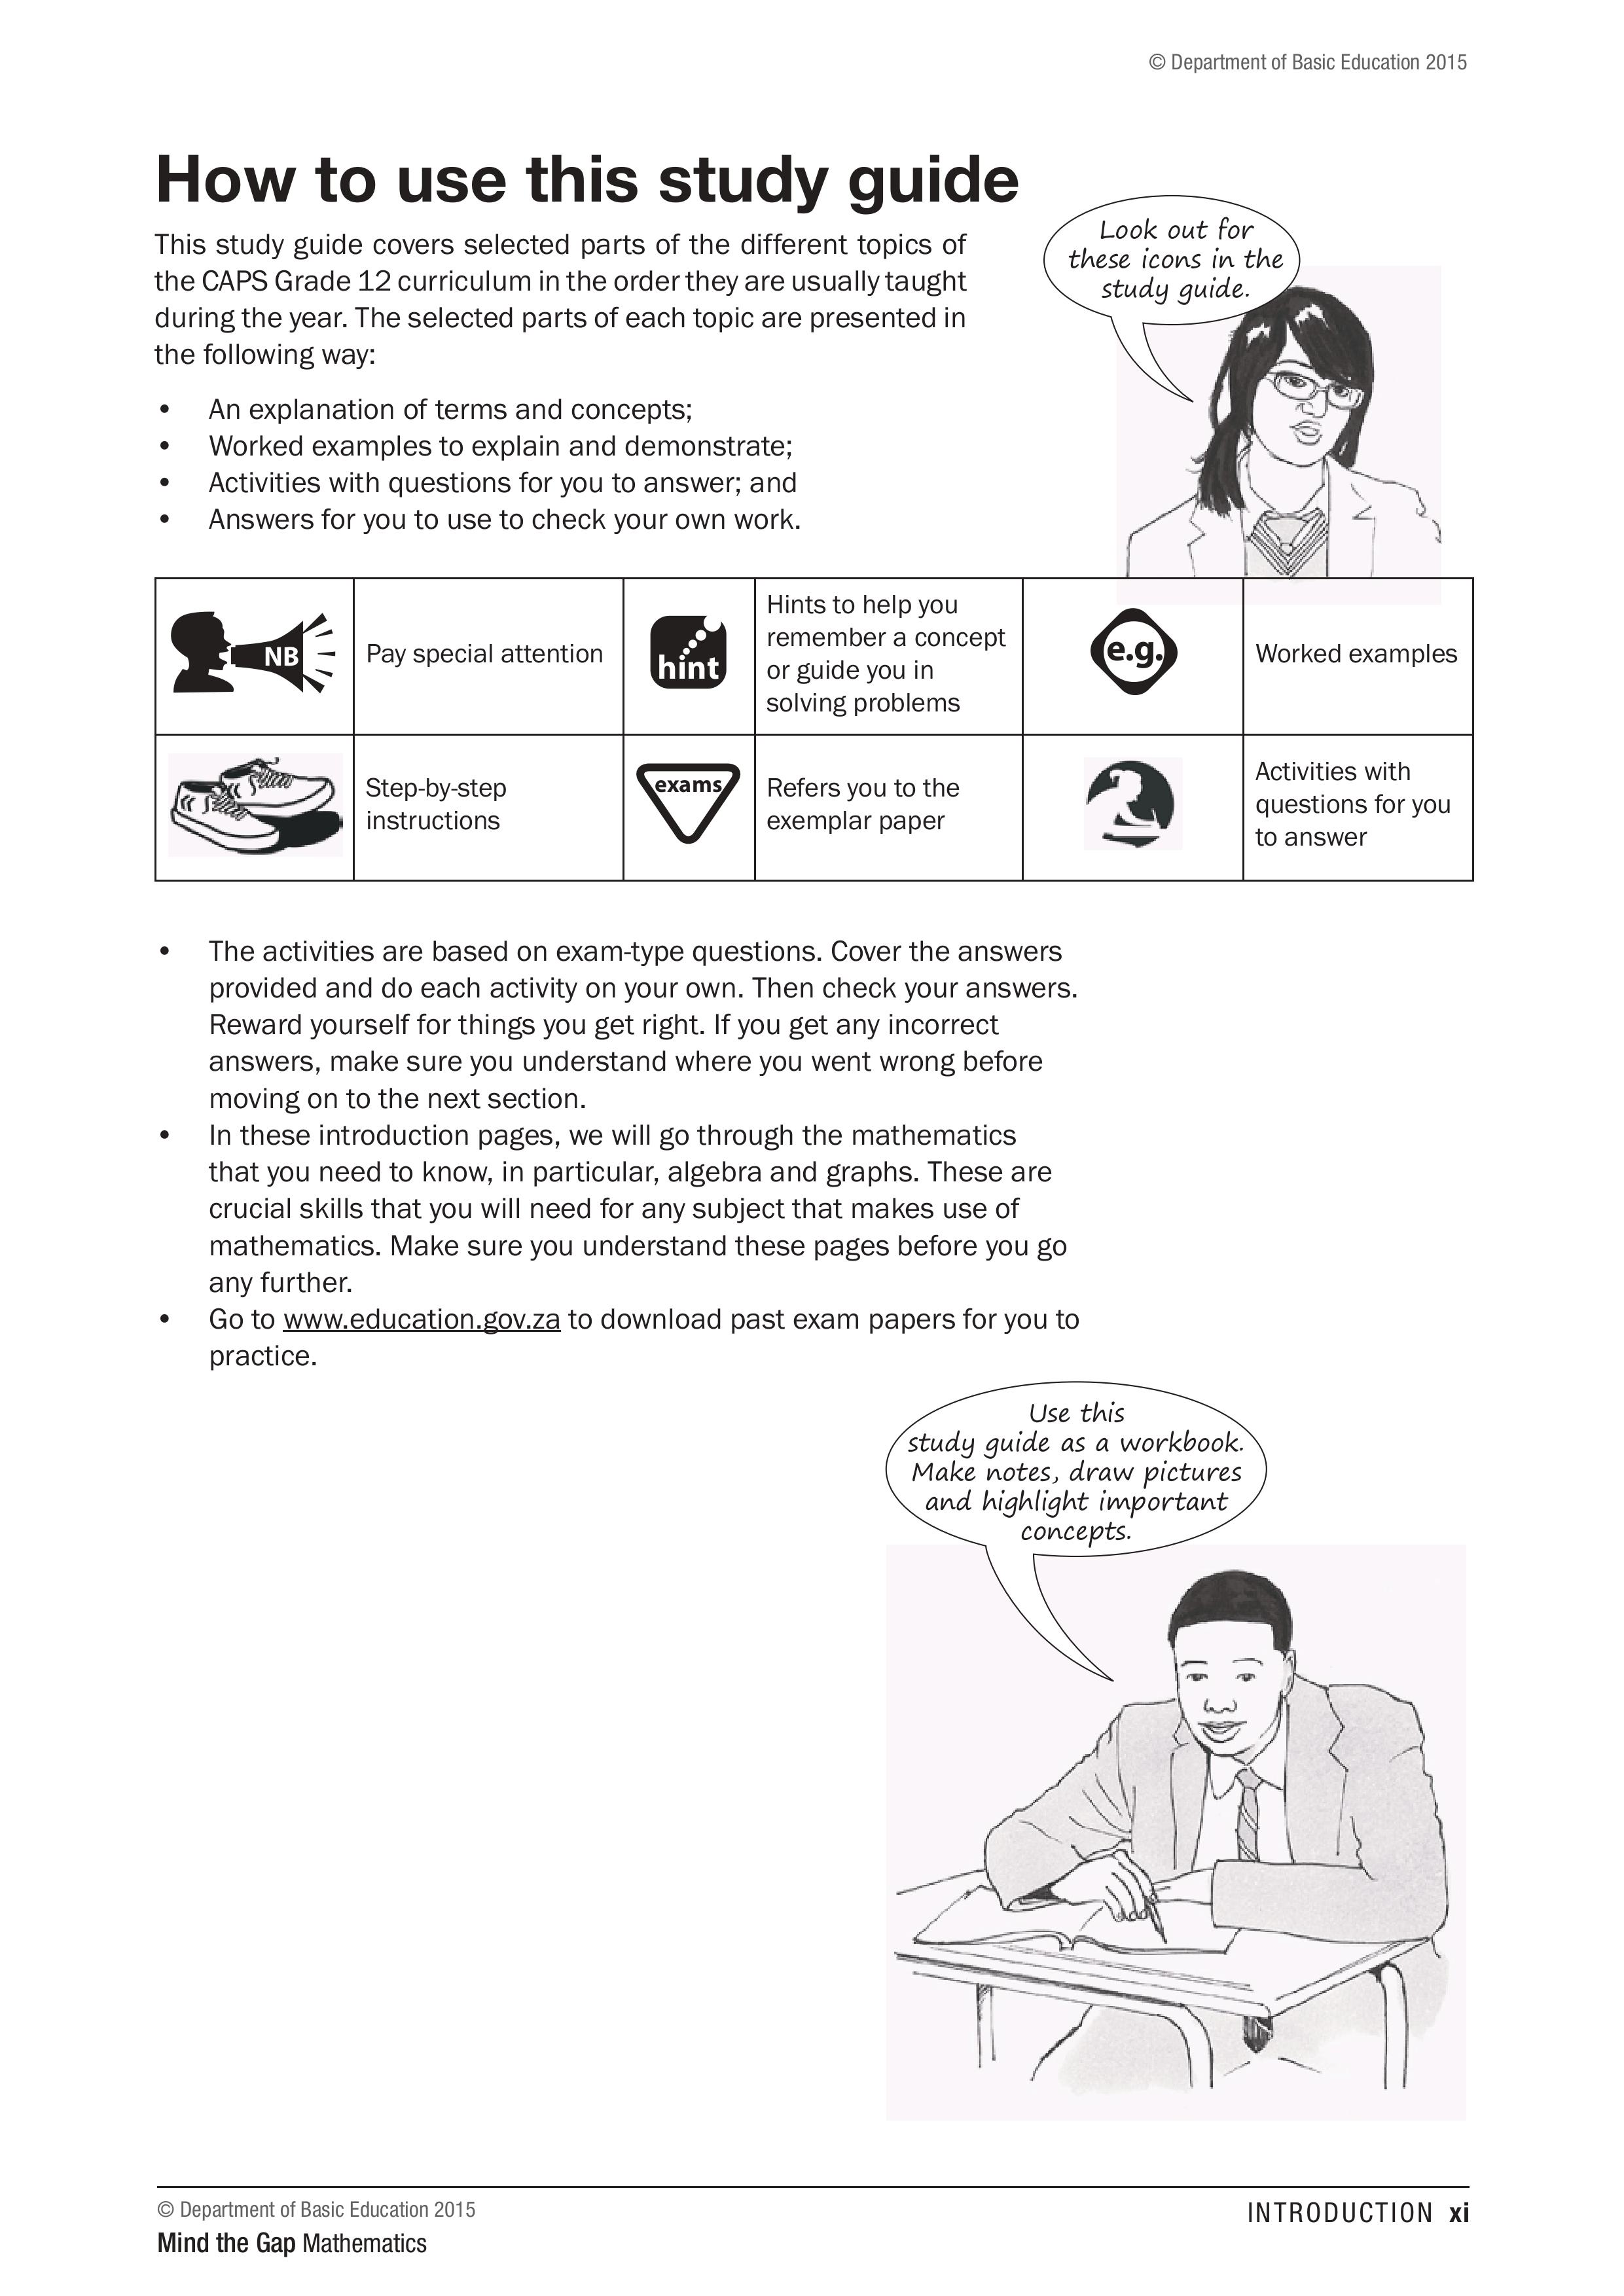 © Department of Basic Education 2015
How to use this study guide
This study guide covers selected parts of the different topics of
the CAPS Grade 12 curriculum in the order they are usually taught
during the year. The selected parts of each topic are presented in
the following way:
• An explanation of terms and concepts;
• Worked examples to explain and demonstrate;
• Activities with questions for you to answer; and
• Answers for you to use to check your own work.
Look out for
these icons in the
study guide.
NB
Pay special attention
hint
Hints to help you
remember a concept
or guide you in
solving problems
e.g.
Worked examples
Step-by-step
instructions
exams
Refers you to the
exemplar paper
Activities with
questions for you
to answer
• The activities are based on exam-type questions. Cover the answers
provided and do each activity on your own. Then check your answers.
Reward yourself for things you get right. If you get any incorrect
answers, make sure you understand where you went wrong before
moving on to the next section.
• In these introduction pages, we will go through the mathematics
that you need to know, in particular, algebra and graphs. These are
crucial skills that you will need for any subject that makes use of
mathematics. Make sure you understand these pages before you go
any further.
• Go to www.education.gov.za to download past exam papers for you to
practice.
Use this
study guide as a workbook.
Make notes, draw pictures
and highlight important
concepts.
© Department of Basic Education 2015
INTRODUCTION xi
Mind the Gap Mathematics